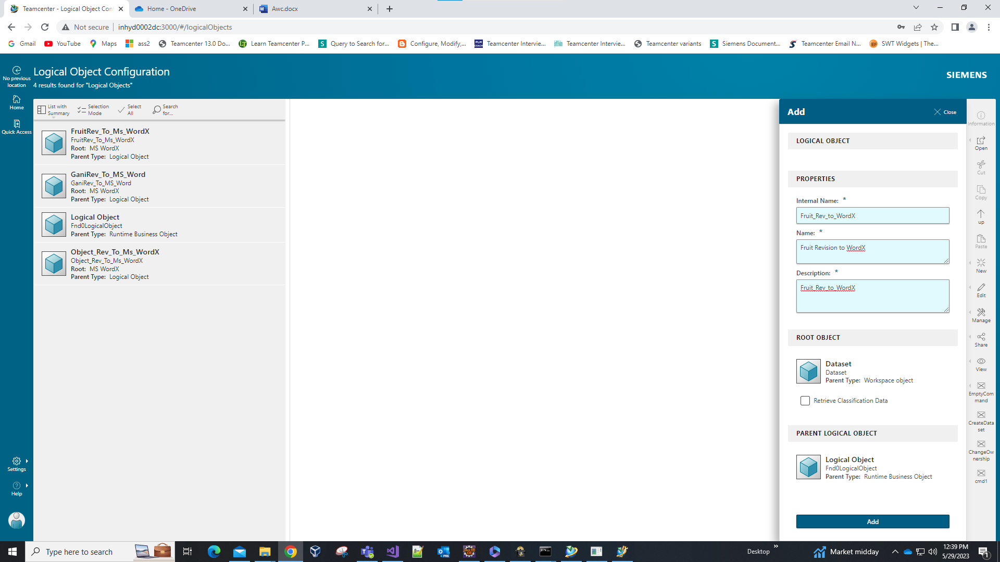 Teamcenter - Logical Object Conf
Home - OneDrive
Awc.docx
Not secure
inhyd0002dc:3000/#/logicalObjects
Gmail
YouTube
Maps
ass2
Teamcenter 13.0 Do...
Learn Teamcenter P...
Query to Search for...
Configure, Modify,...
Teamcenter Intervie...
Teamcenter Intervie...
Teamcenter variants
Siemens Document...
Teamcenter Email N...
SWT Widgets | The...
No previous
location
Home
Quick Access
Logical Object Configuration
4 results found for "Logical Objects"
SIEMENS
List with
Summary
Selection
Mode
Select
All
Search
for...
FruitRev_To_Ms_WordX
FruitRev_To_Ms_WordX
Root: MS WordX
Parent Type: Logical Object
GaniRev_To_MS_Word
GaniRev_To_MS_Word
Root: MS WordX
Parent Type: Logical Object
Logical Object
Fnd0LogicalObject
Parent Type: Runtime Business Object
Object_Rev_To_Ms_WordX
Object_Rev_To_Ms_WordX
Root: MS WordX
Parent Type: Logical Object
Add
Close
LOGICAL OBJECT
PROPERTIES
Internal Name: *
Fruit_Rev_to_WordX
Name: *
Fruit Revision to WordX
Description: *
Fruit_Rev_to_WordX
ROOT OBJECT
Dataset
Dataset
Parent Type: Workspace object
Retrieve Classification Data
PARENT LOGICAL OBJECT
Logical Object
Fnd0LogicalObject
Parent Type: Runtime Business Object
Add
Information
Open
Cut
Copy
up
Paste
New
Edit
Manage
Share
View
EmptyCom
mand
CreateData
set
ChangeOw
nership
cmd1
Settings
Help
Type here to search
Desktop
Market midday
12:39 PM
5/29/2023
1